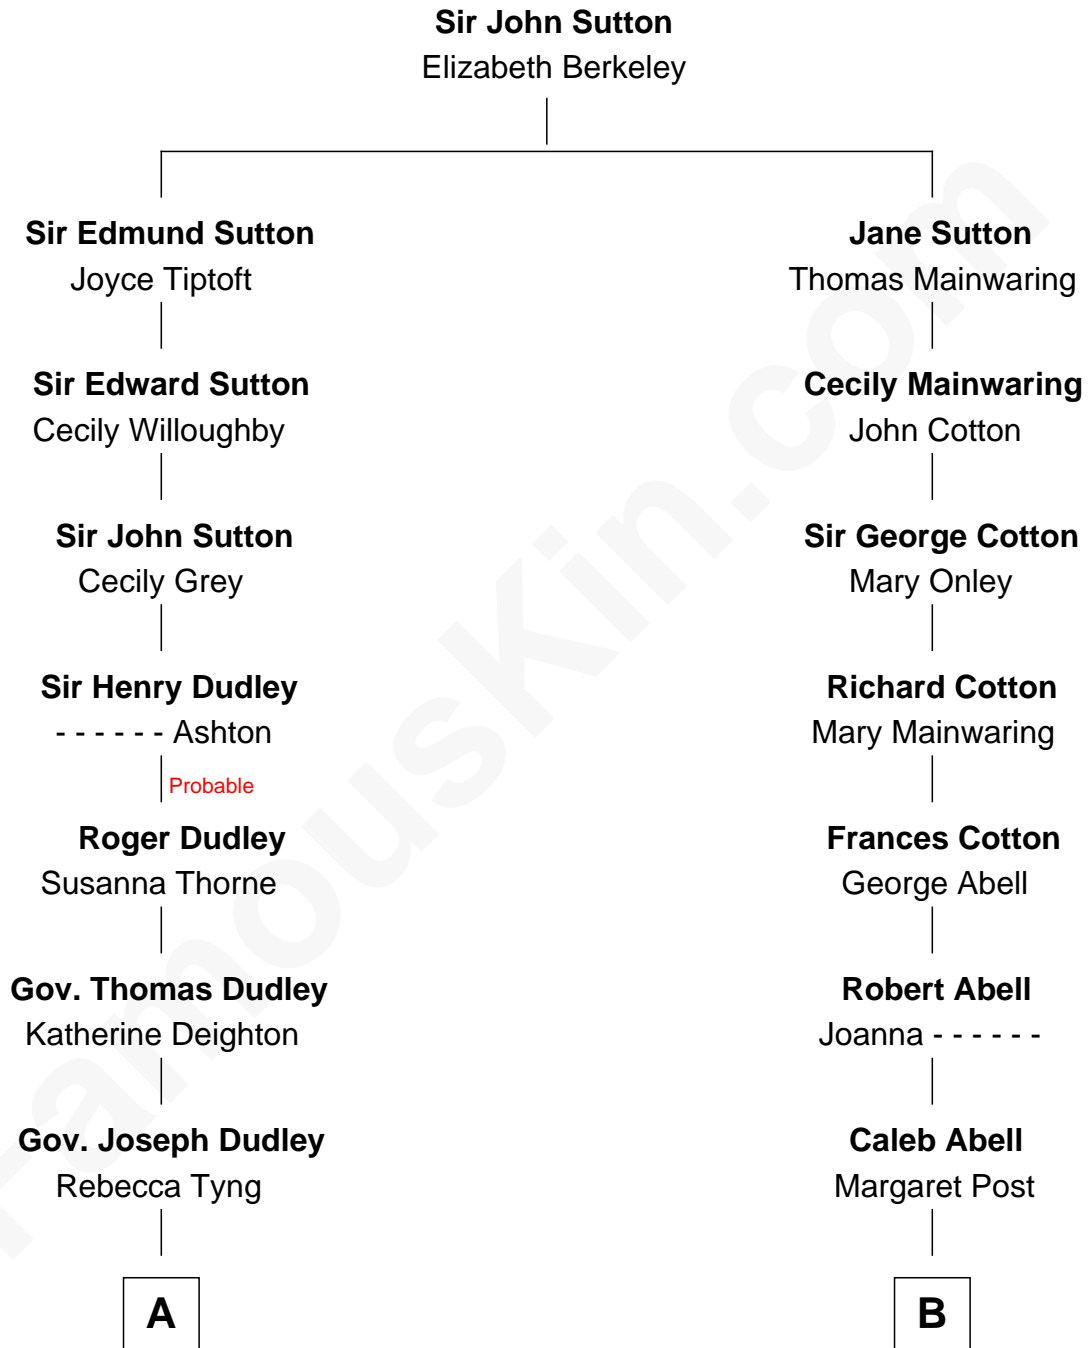 Sir John Sutton
Elizabeth Berkeley
Sir Edmund Sutton
Joyce Tiptoft
Jane Sutton
Thomas Mainwaring
Sir Edward Sutton
Cecily Willoughby
Cecily Mainwaring
John Cotton
Sir John Sutton
Cecily Grey
Sir George Cotton
Mary Onley
Sir Henry Dudley
- - - - - - Ashton
Richard Cotton
Mary Mainwaring
Probable
Roger Dudley
Susanna Thorne
Frances Cotton
George Abell
Gov. Thomas Dudley
Katherine Deighton
Robert Abell
Joanna - - - - - -
Gov. Joseph Dudley
Rebecca Tyng
Caleb Abell
Margaret Post
A
B
FamousKin.com